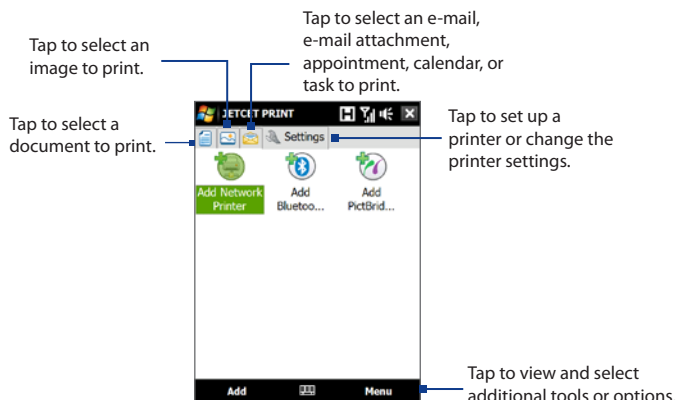 Tap to select an e-mail,
e-mail attachment,
appointment, calendar, or
task to print.
Tap to select an
image to print.
Tap to select a
document to print.
JETCET PRINT
Settings
Tap to set up a
printer or change the
printer settings.
Add Network
Printer
Add
Bluetoo...
Add
PictBrid...
Add
Menu
Tap to view and select
additional tools or options.